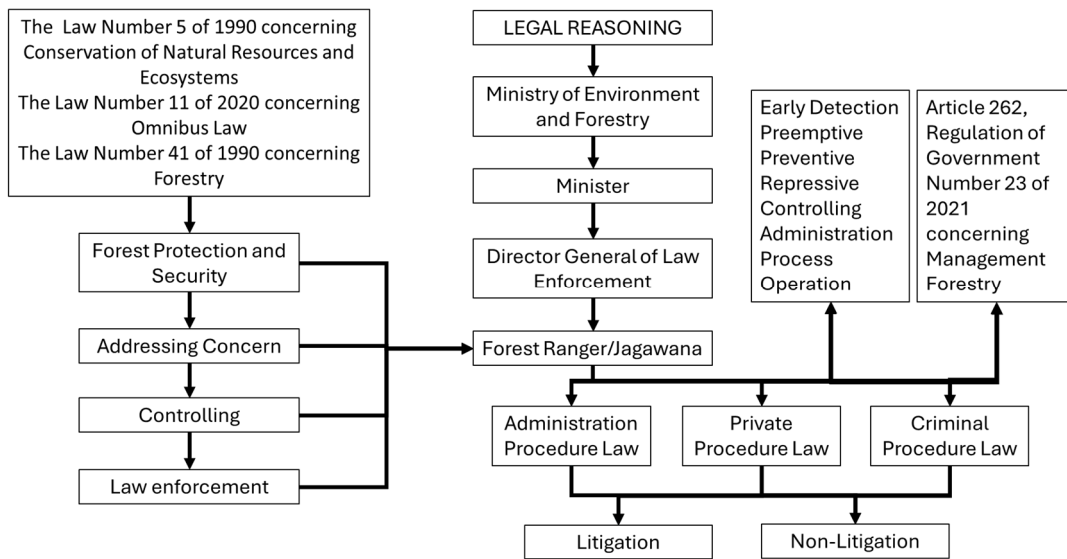 The Law Number 5 of 1990 concerning
Conservation of Natural Resources and
Ecosystems
The Law Number 11 of 2020 concerning
Omnibus Law
The Law Number 41 of 1990 concerning
Forestry
Forest Protection and
Security
Addressing Concern
Controlling
Law enforcement
LEGAL REASONING
Ministry of Environment
and Forestry
Minister
Director General of Law
Enforcement
Forest Ranger/Jagawana
Early Detection
Preemptive
Preventive
Repressive
Controlling
Administration
Process
Operation
Article 262,
Regulation of
Government
Number 23 of
2021
concerning
Management
Forestry
Administration
Procedure Law
Private
Procedure Law
Criminal
Procedure Law
Litigation
Non-Litigation